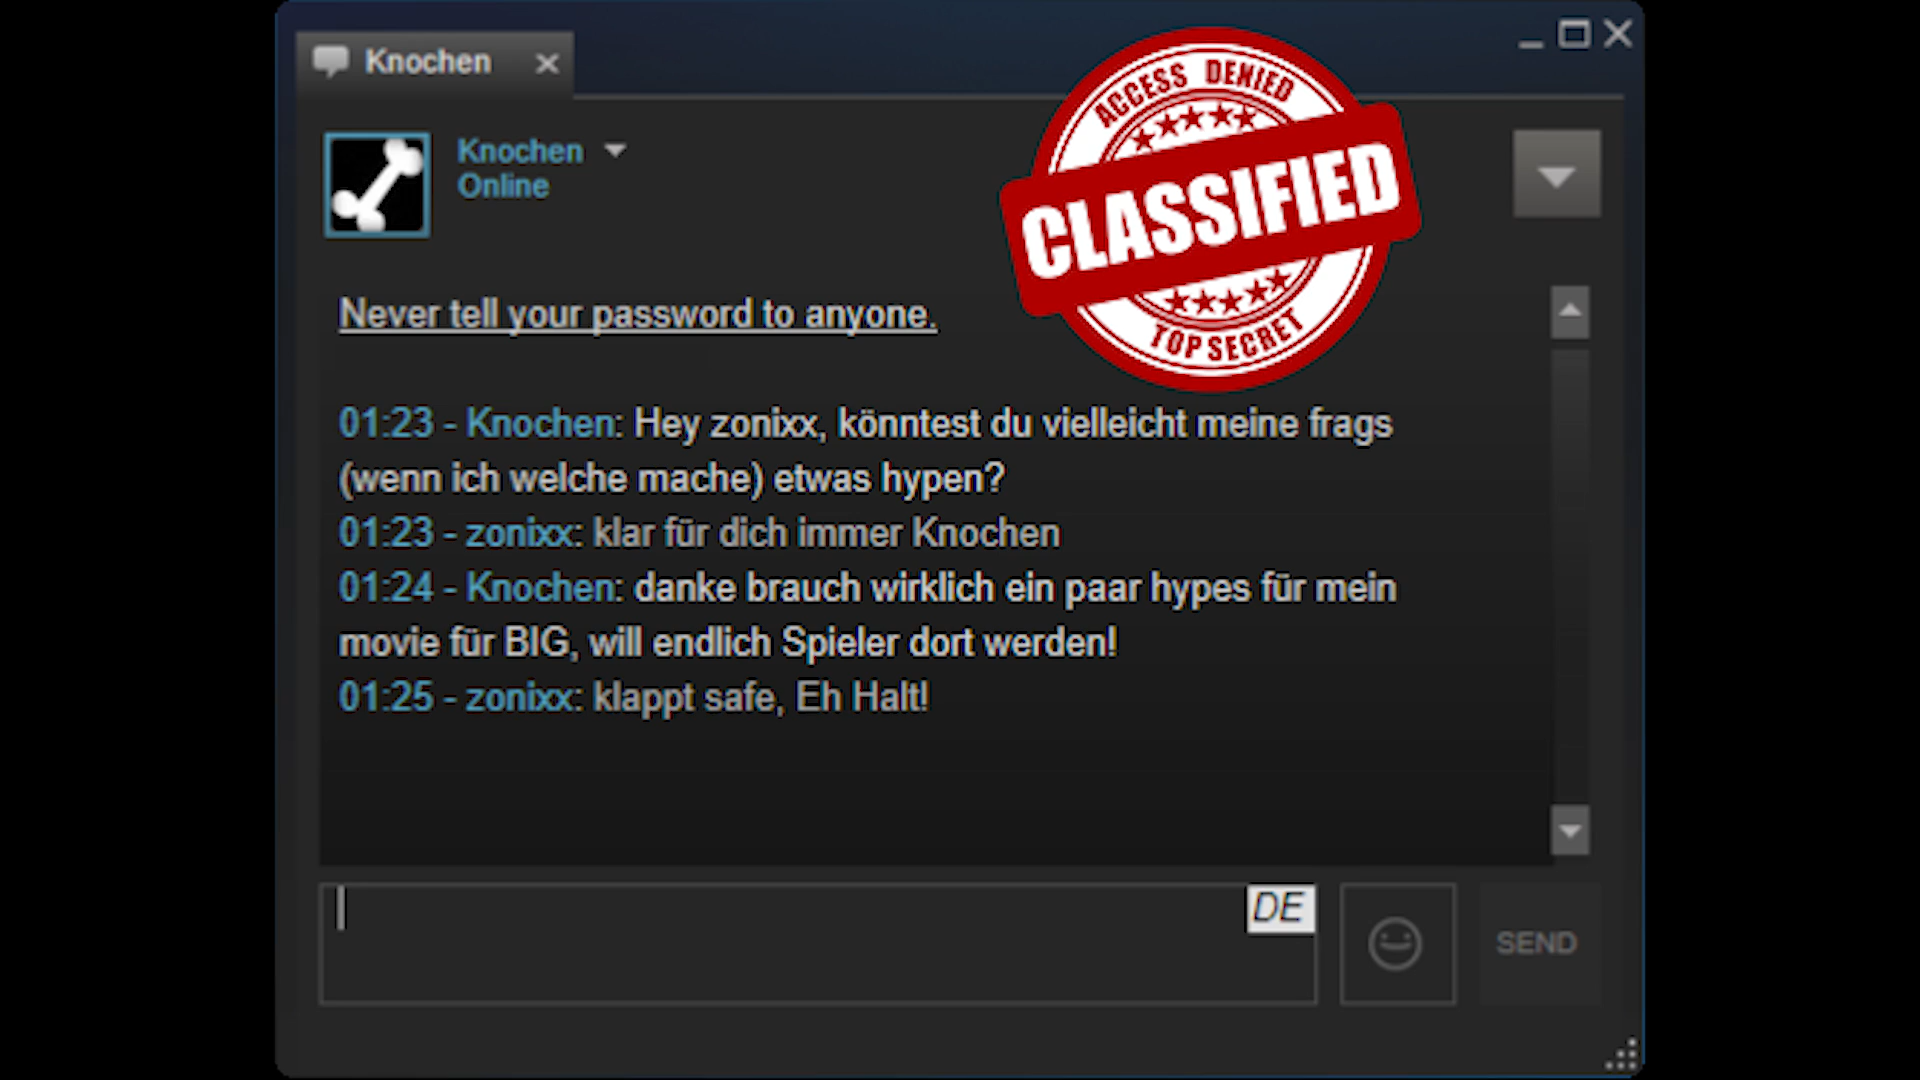 Knochen
ACCESS DENIED
CLASSIFIED
TOP SECRET
Knochen
Online
Never tell your password to anyone.
01:23 - Knochen: Hey zonixx, könntest du vielleicht meine frags
(wenn ich welche mache) etwas hypen?
01:23 - zonixx: klar für dich immer Knochen
01:24 - Knochen: danke brauch wirklich ein paar hypes für mein
movie für BIG, will endlich Spieler dort werden!
01:25 - zonixx: klappt safe, Eh Halt!
DE
SEND